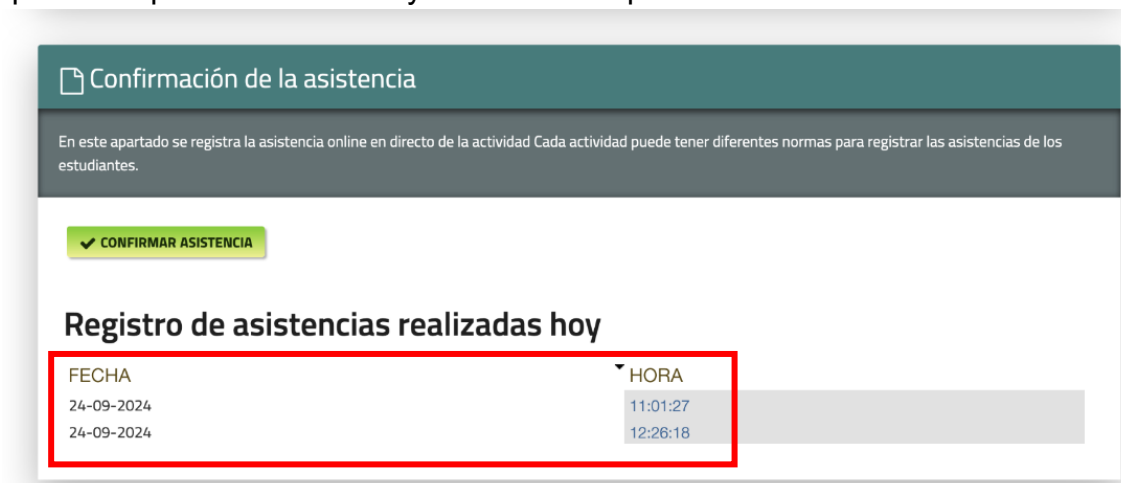 Confirmación de la asistencia
En este apartado se registra la asistencia online en directo de la actividad Cada actividad puede tener diferentes normas para registrar las asistencias de los
estudiantes.
CONFIRMAR ASISTENCIA
Registro de asistencias realizadas hoy
FECHA HORA
24-09-2024 11:01:27
24-09-2024 12:26:18